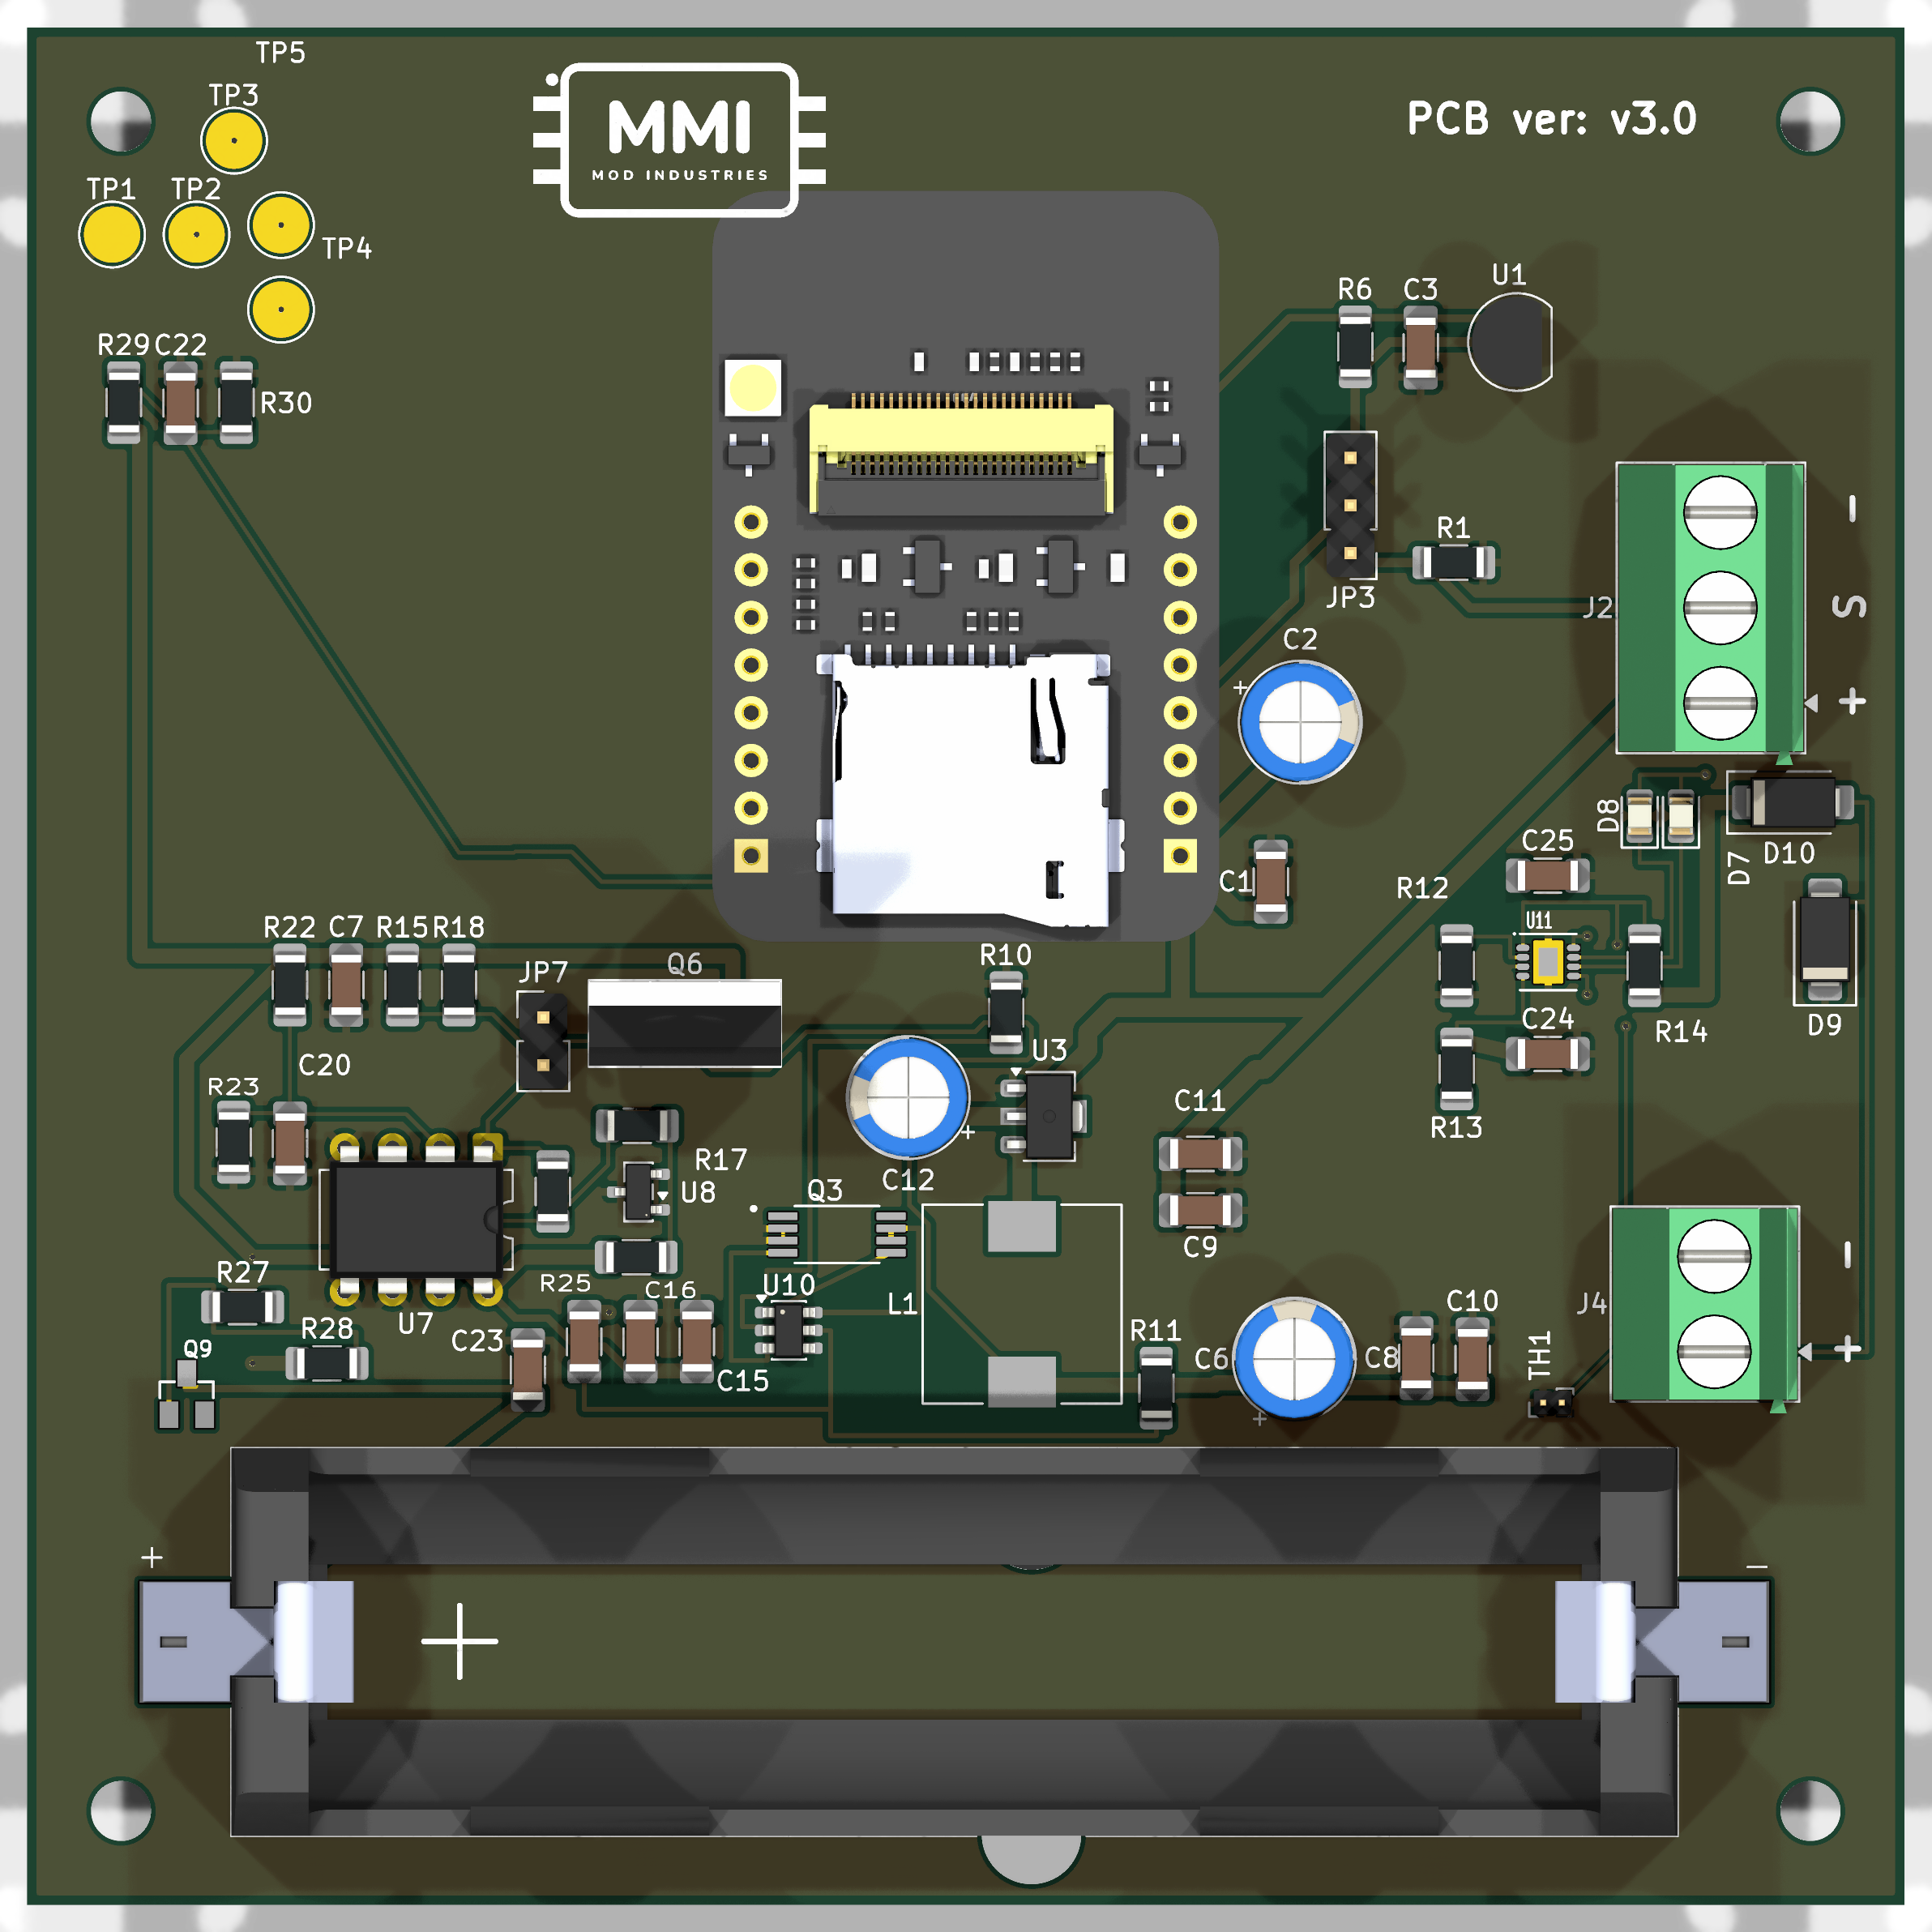 TP5
TP3
MMI
MOD INDUSTRIES
PCB ver: v3.0
TP1
TP2
TP4
U1
R6
C3
R29
C22
R30
R1
JP3
J2
-
S
+
C2
D8
D7
D10
C25
C1
R12
U11
R22
C7
R15
R18
JP7
Q6
R10
C24
R14
D9
U3
C20
R23
C11
R13
R17
U8
Q3
C12
C9
R27
R25
C16
U10
L1
J4
-
+
U7
R28
C23
Q9
C15
R11
C6
C8
C10
TH1
+
+
+
+
-
+